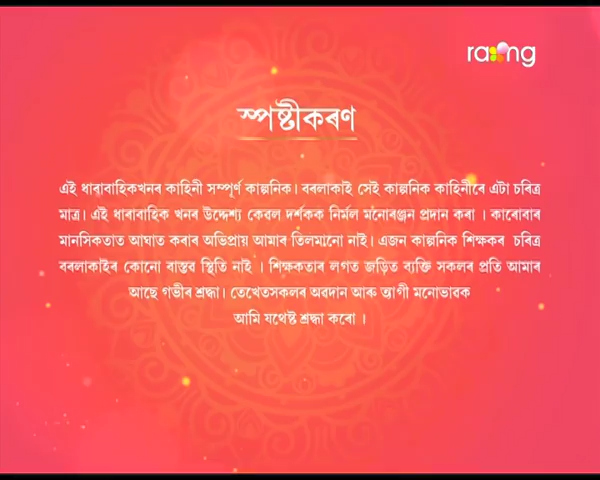 raang
স্পষ্টীকৰণ
এই ধাৰাবাহিকখনৰ কাহিনী সম্পূৰ্ণ কাল্পনিক। বৰলাকাই সেই কাল্পনিক কাহিনীৰে এটা চৰিত্ৰ
মাত্ৰ। এই ধাৰাবাহিক খনৰ উদ্দেশ্য কেৱল দৰ্শকক নিৰ্মল মনোৰঞ্জন প্ৰদান কৰা । কাৰোবাৰ
মানসিকতাত আঘাত কৰাৰ অভিপ্ৰায় আমাৰ তিলমানো নাই। এজন কাল্পনিক শিক্ষকৰ চৰিত্ৰ
বৰলাকাইৰ কোনো বাস্তৱ স্থিতি নাই । শিক্ষকতাৰ লগত জড়িত ব্যক্তি সকলৰ প্ৰতি আমাৰ
আছে গভীৰ শ্ৰদ্ধা। তেখেতসকলৰ অৱদান আৰু ত্যাগী মনোভাৱক
আমি যথেষ্ট শ্ৰদ্ধা কৰো ।